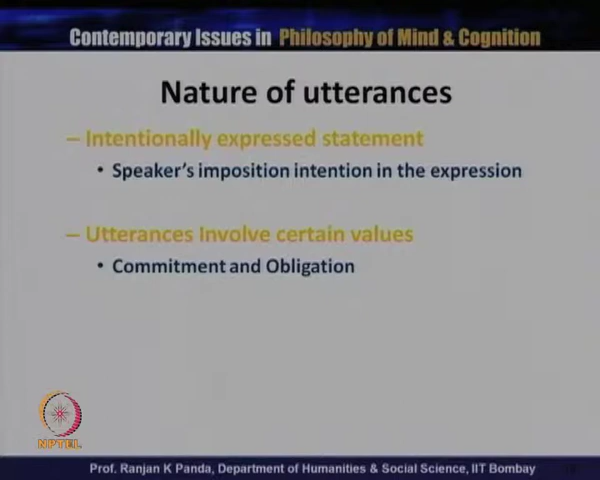 Contemporary Issues in Philosophy of Mind & Cognition
Nature of utterances
– Intentionally expressed statement
• Speaker's imposition intention in the expression
– Utterances Involve certain values
• Commitment and Obligation
NPTEL
Prof. Ranjan K Panda, Department of Humanities & Social Science, IIT Bombay